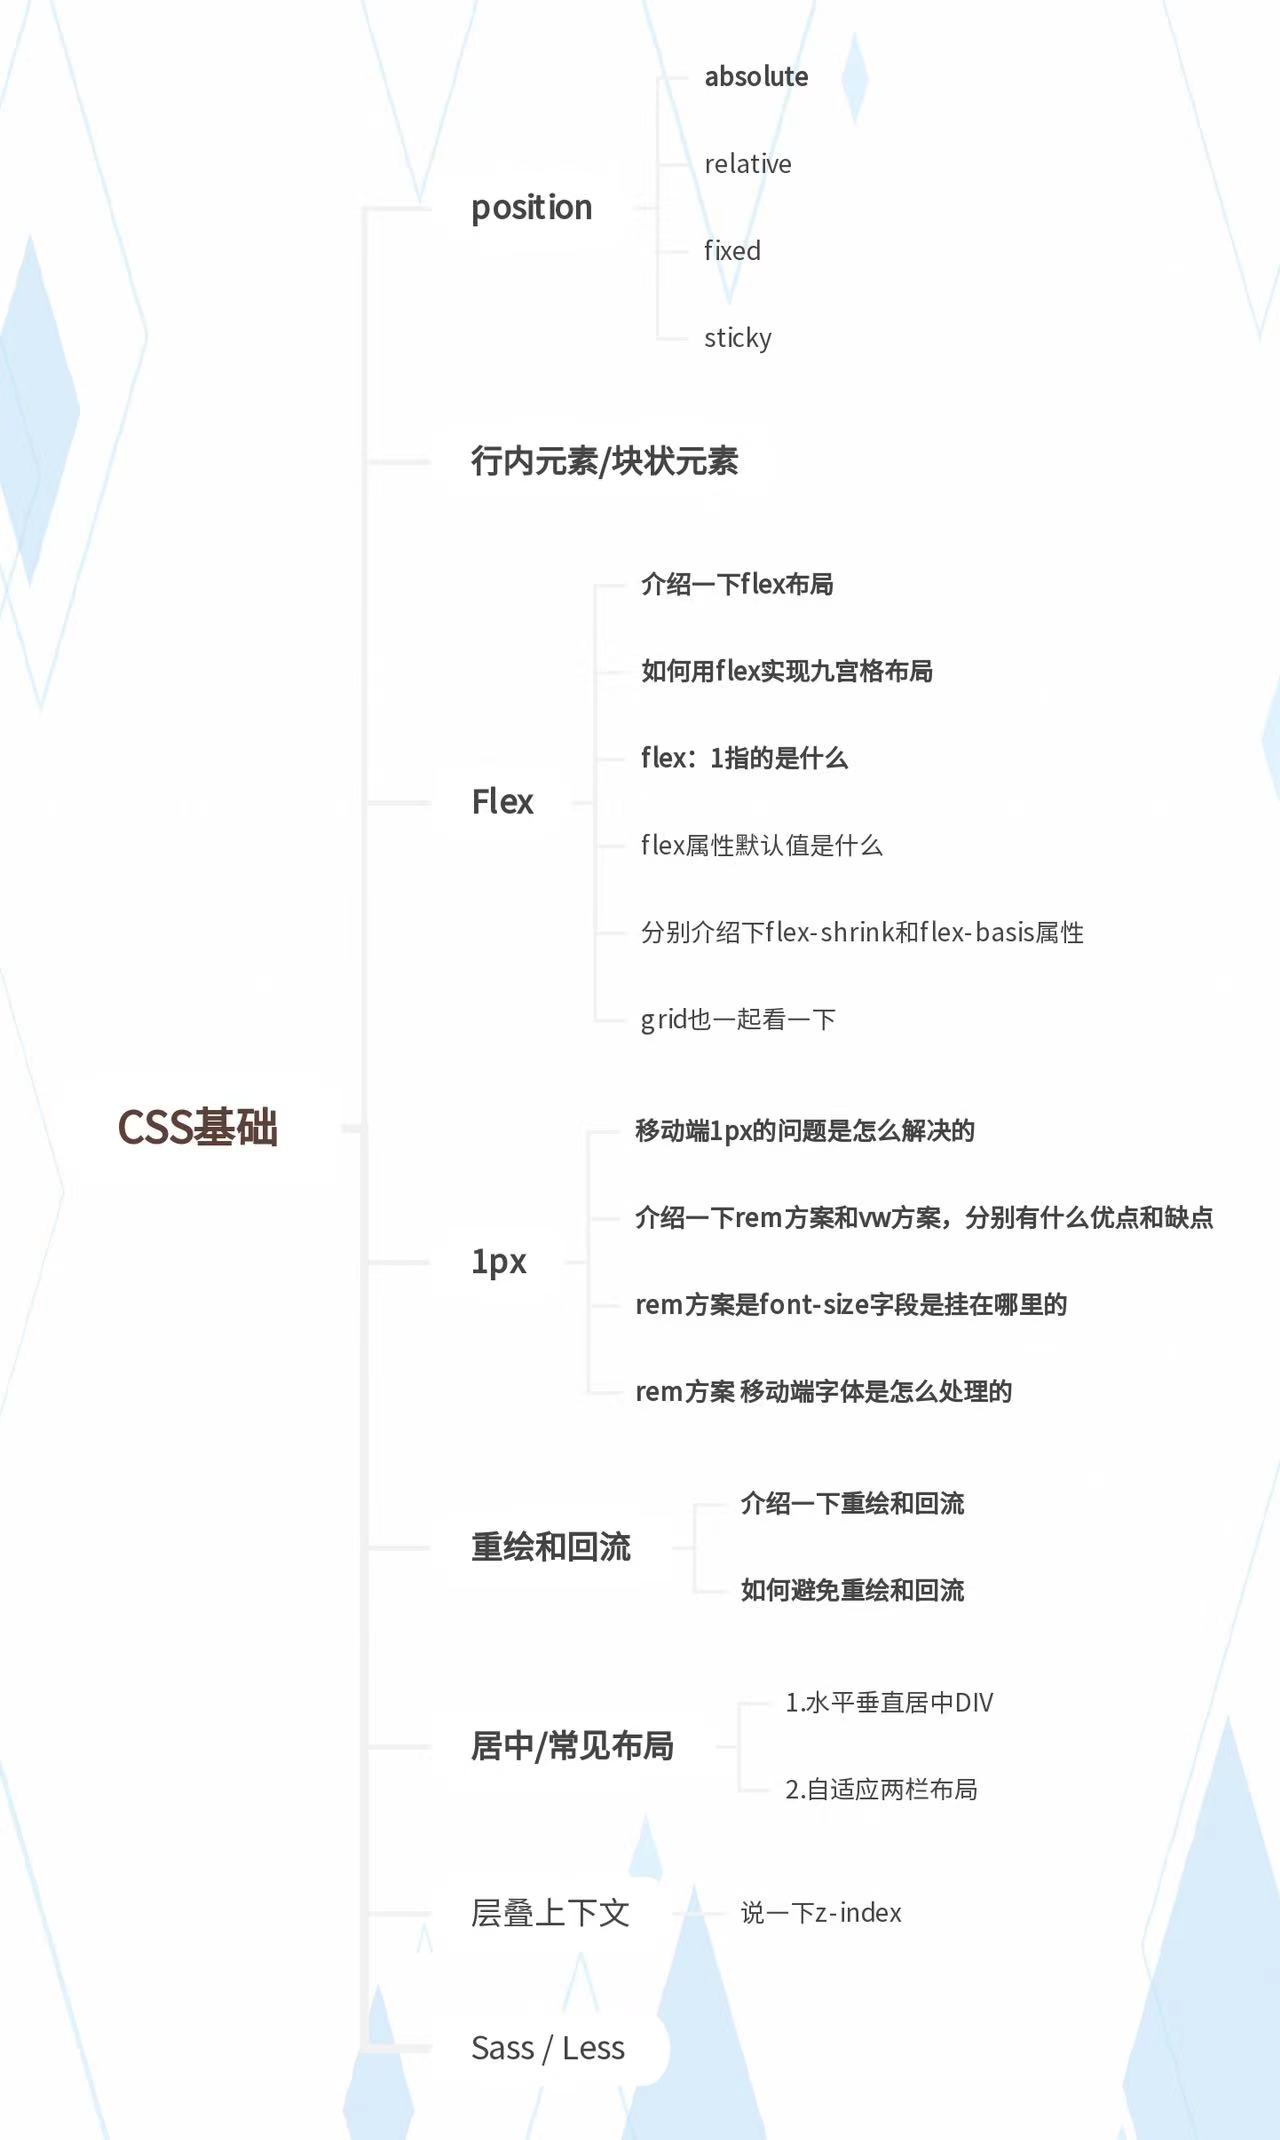 absolute
relative
position
fixed
sticky
行内元素/块状元素
介绍一下flex布局
如何用flex实现九宫格布局
flex：1指的是什么
Flex
flex属性默认值是什么
分别介绍下flex-shrink和flex-basis属性
grid也一起看一下
CSS基础
移动端1px的问题是怎么解决的
介绍一下rem方案和vw方案，分别有什么优点和缺点
1px
rem方案是font-size字段是挂在哪里的
rem方案 移动端字体是怎么处理的
介绍一下重绘和回流
重绘和回流
如何避免重绘和回流
1.水平垂直居中DIV
居中/常见布局
2.自适应两栏布局
层叠上下文
说一下z-index
Sass / Less